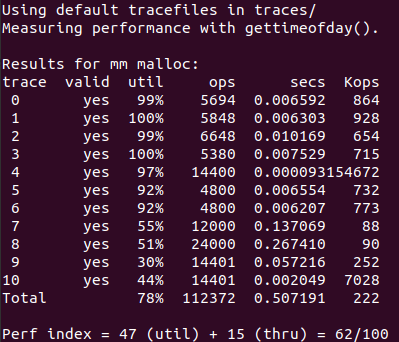 Using default tracefiles in traces/
Measuring performance with gettimeofday().
Results for mm malloc:
trace  valid  util     ops      secs  Kops
 0       yes   99%    5694  0.006592   864
 1       yes  100%    5848  0.006303   928
 2       yes   99%    6648  0.010169   654
 3       yes  100%    5380  0.007529   715
 4       yes   97%   14400  0.000093154672
 5       yes   92%    4800  0.006554   732
 6       yes   92%    4800  0.006207   773
 7       yes   55%   12000  0.137069    88
 8       yes   51%   24000  0.267410    90
 9       yes   30%   14401  0.057216   252
10       yes   44%   14401  0.002049  7028
Total          78%  112372  0.507191   222
Perf index = 47 (util) + 15 (thru) = 62/100